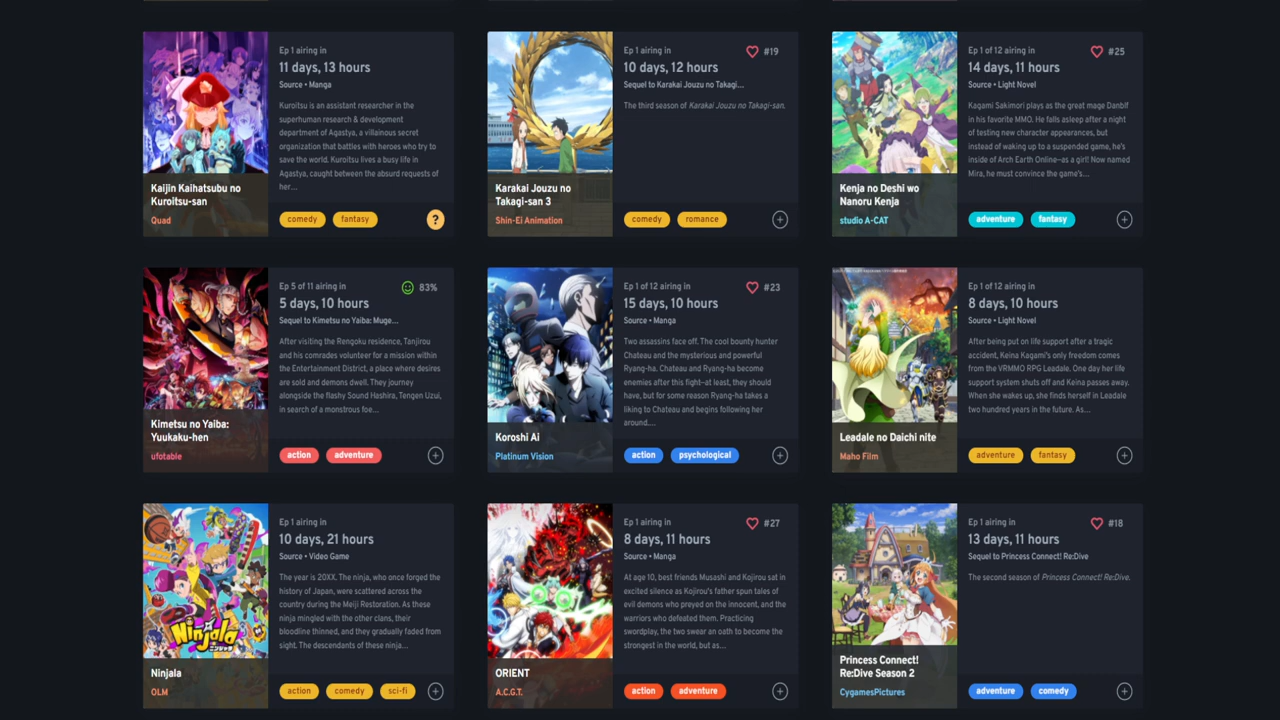 Ep 1 airing in
11 days, 13 hours
Source • Manga
Kuroitsu is an assistant researcher in the
superhuman research & development
department of Agastya, a villainous secret
organization that battles with heroes who try to
save the world. Kuroitsu lives a busy life in
Agastya, caught between the absurd requests of
her...
Kaijin Kaihatsubu no
Kuroitsu-san
Quad
comedy
fantasy
?
Ep 1 airing in
#19
10 days, 12 hours
Sequel to Karakai Jouzu no Takagi...
The third season of Karakai Jouzu no Takagi-san.
Karakai Jouzu no
Takagi-san 3
Shin-Ei Animation
comedy
romance
Ep 1 of 12 airing in
#25
14 days, 11 hours
Source • Light Novel
Kagami Sakimori plays as the great mage Danblf
in his favorite MMO. He falls asleep after a night
of testing new character appearances, but
instead of waking up to a suspended game, he's
inside of Arch Earth Online—as a girl! Now named
Mira, he must convince the game's...
Kenja no Deshi wo
Nanoru Kenja
studio A-CAT
adventure
fantasy
Ep 5 of 11 airing in
83%
5 days, 10 hours
Sequel to Kimetsu no Yaiba: Muge...
After visiting the Rengoku residence, Tanjirou
and his comrades volunteer for a mission within
the Entertainment District, a place where desires
are sold and demons dwell. They journey
alongside the flashy Sound Hashira, Tengen Uzui,
in search of a monstrous foe...
Kimetsu no Yaiba:
Yuukaku-hen
ufotable
action
adventure
Ep 1 of 12 airing in
#23
15 days, 10 hours
Source • Manga
Two assassins face off. The cool bounty hunter
Chateau and the mysterious and powerful
Ryang-ha. Chateau and Ryang-ha become
enemies after this fight—at least, they should
have, but for some reason Ryang-ha takes a
liking to Chateau and begins following her
around....
Koroshi Ai
Platinum Vision
action
psychological
Ep 1 of 12 airing in
8 days, 10 hours
Source • Light Novel
After being put on life support after a tragic
accident, Keina Kagami's only freedom comes
from the VRMMO RPG Leadale. One day her life
support system shuts off and Keina passes away.
When she wakes up, she finds herself in Leadale
two hundred years in the future. As...
Leadale no Daichi nite
Maho Film
adventure
fantasy
Ep 1 airing in
10 days, 21 hours
Source • Video Game
The year is 20XX. The ninja, who once forged the
history of Japan, were scattered across the
country during the Meiji Restoration. As these
ninja mingled with the other clans, their
bloodline thinned, and they gradually faded from
sight. The descendants of these ninja...
Ninjala
ニンジャラ
Ninjala
OLM
action
comedy
sci-fi
Ep 1 airing in
#27
8 days, 11 hours
Source • Manga
At age 10, best friends Musashi and Kojirou sat in
excited silence as Kojirou's father spun tales of
evil demons who preyed on the innocent, and the
warriors who defeated them. Practicing
swordplay, the two swear an oath to become the
strongest in the world, but as...
ORIENT
A.C.G.T.
action
adventure
Ep 1 airing in
#18
13 days, 11 hours
Sequel to Princess Connect! Re:Dive
The second season of Princess Connect! Re:Dive.
Princess Connect!
Re:Dive Season 2
CygamesPictures
adventure
comedy